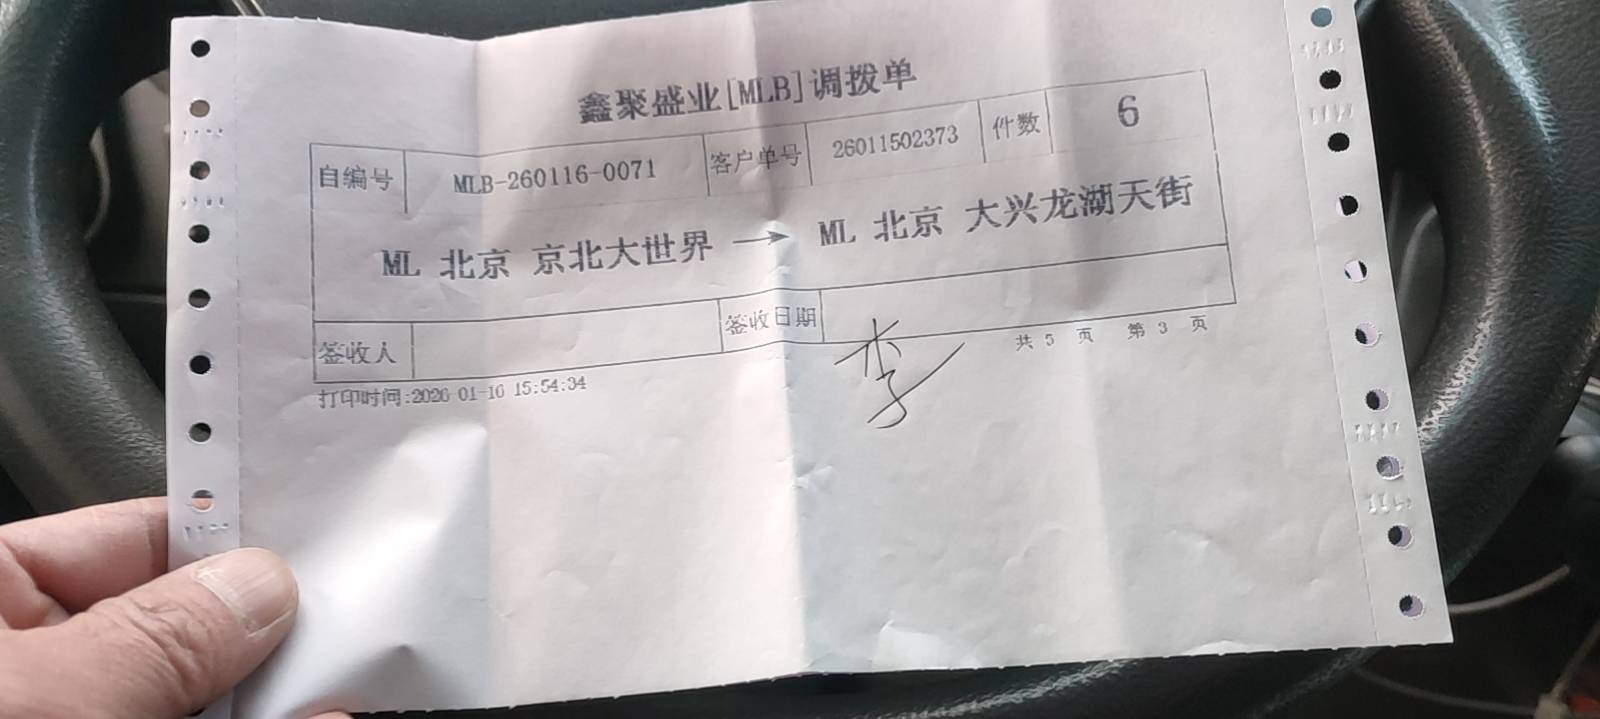 鑫聚盛业[MLB]调拨单
自编号 MLB-260116-0071 客户单号 26011502373 件数 6
ML 北京 京北大世界 → ML 北京 大兴龙湖天街
签收人 签收日期
李
共 5 页 第 3 页
打印时间:2026 01-16 15:54:34